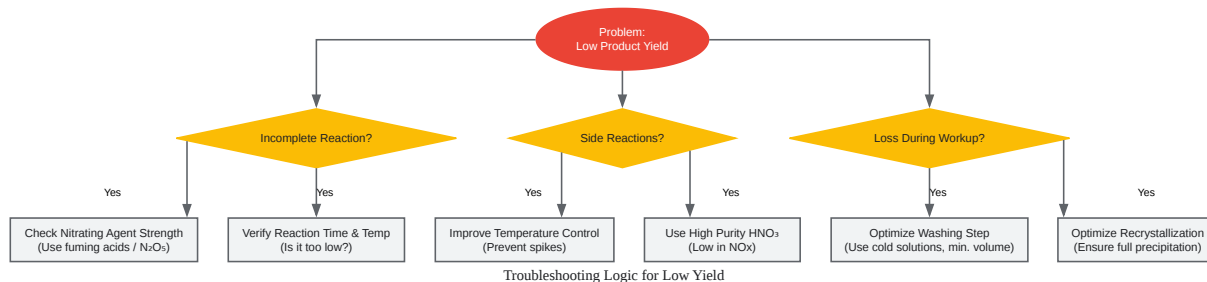 Problem:
Low Product Yield
Incomplete Reaction?
Side Reactions?
Loss During Workup?
Yes
Yes
Yes
Yes
Yes
Yes
Check Nitrating Agent Strength
(Use fuming acids / N₂O₅)
Verify Reaction Time & Temp
(Is it too low?)
Improve Temperature Control
(Prevent spikes)
Use High Purity HNO₃
(Low in NOx)
Optimize Washing Step
(Use cold solutions, min. volume)
Optimize Recrystallization
(Ensure full precipitation)
Troubleshooting Logic for Low Yield